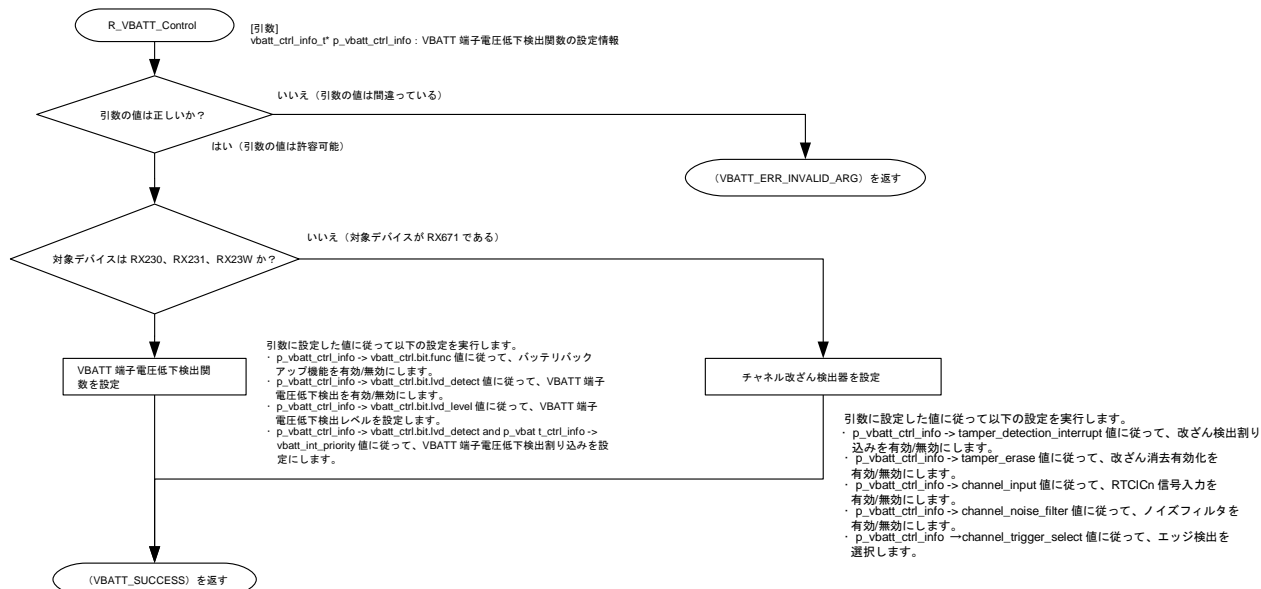 R_VBATT_Control
[引数]
vbatt_ctrl_info_t* p_vbatt_ctrl_info：VBATT 端子電圧低下検出関数の設定情報
引数の値は正しいか？
いいえ（引数の値は間違っている）
はい（引数の値は許容可能）
（VBATT_ERR_INVALID_ARG）を返す
対象デバイスは RX230、RX231、RX23W か？
いいえ（対象デバイスが RX671 である）
VBATT 端子電圧低下検出関
数を設定
引数に設定した値に従って以下の設定を実行します。
・ p_vbatt_ctrl_info -> vbatt_ctrl.bit.func 値に従って、バッテリバック
アップ機能を有効/無効にします。
・ p_vbatt_ctrl_info -> vbatt_ctrl.bit.lvd_detect 値に従って、VBATT 端子
電圧低下検出を有効/無効にします。
・ p_vbatt_ctrl_info -> vbatt_ctrl.bit.lvd_level 値に従って、VBATT 端子
電圧低下検出レベルを設定します。
・ p_vbatt_ctrl_info -> vbatt_ctrl.bit.lvd_detect and p_vbat t_ctrl_info ->
vbatt_int_priority 値に従って、VBATT 端子電圧低下検出割り込みを設
定にします。
チャネル改ざん検出器を設定
引数に設定した値に従って以下の設定を実行します。
・ p_vbatt_ctrl_info -> tamper_detection_interrupt 値に従って、改ざん検出割り
込みを有効/無効にします。
・ p_vbatt_ctrl_info -> tamper_erase 値に従って、改ざん消去有効化を
有効/無効にします。
・ p_vbatt_ctrl_info -> channel_input 値に従って、RTCICn 信号入力を
有効/無効にします。
・ p_vbatt_ctrl_info -> channel_noise_filter 値に従って、ノイズフィルタを
有効/無効にします。
・ p_vbatt_ctrl_info →channel_trigger_select 値に従って、エッジ検出を
選択します。
（VBATT_SUCCESS）を返す